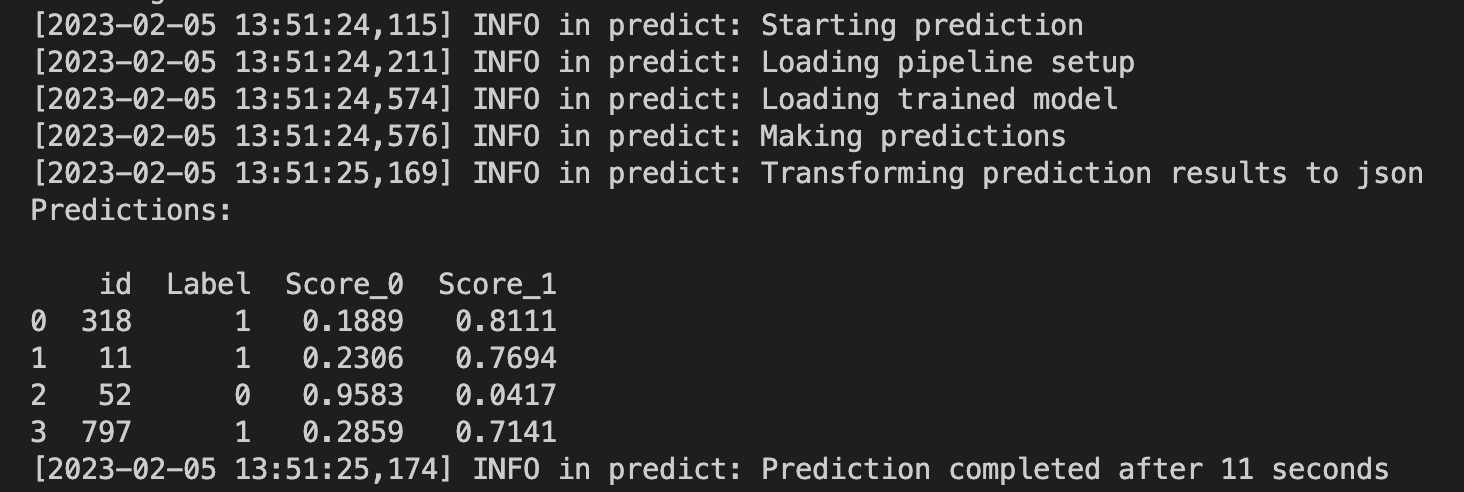 [2023-02-05 13:51:24,115] INFO in predict: Starting prediction
[2023-02-05 13:51:24,211] INFO in predict: Loading pipeline setup
[2023-02-05 13:51:24,574] INFO in predict: Loading trained model
[2023-02-05 13:51:24,576] INFO in predict: Making predictions
[2023-02-05 13:51:25,169] INFO in predict: Transforming prediction results to json
Predictions:
id Label Score_0 Score_1
0 318 1 0.1889 0.8111
1 11 1 0.2306 0.7694
2 52 0 0.9583 0.0417
3 797 1 0.2859 0.7141
[2023-02-05 13:51:25,174] INFO in predict: Prediction completed after 11 seconds